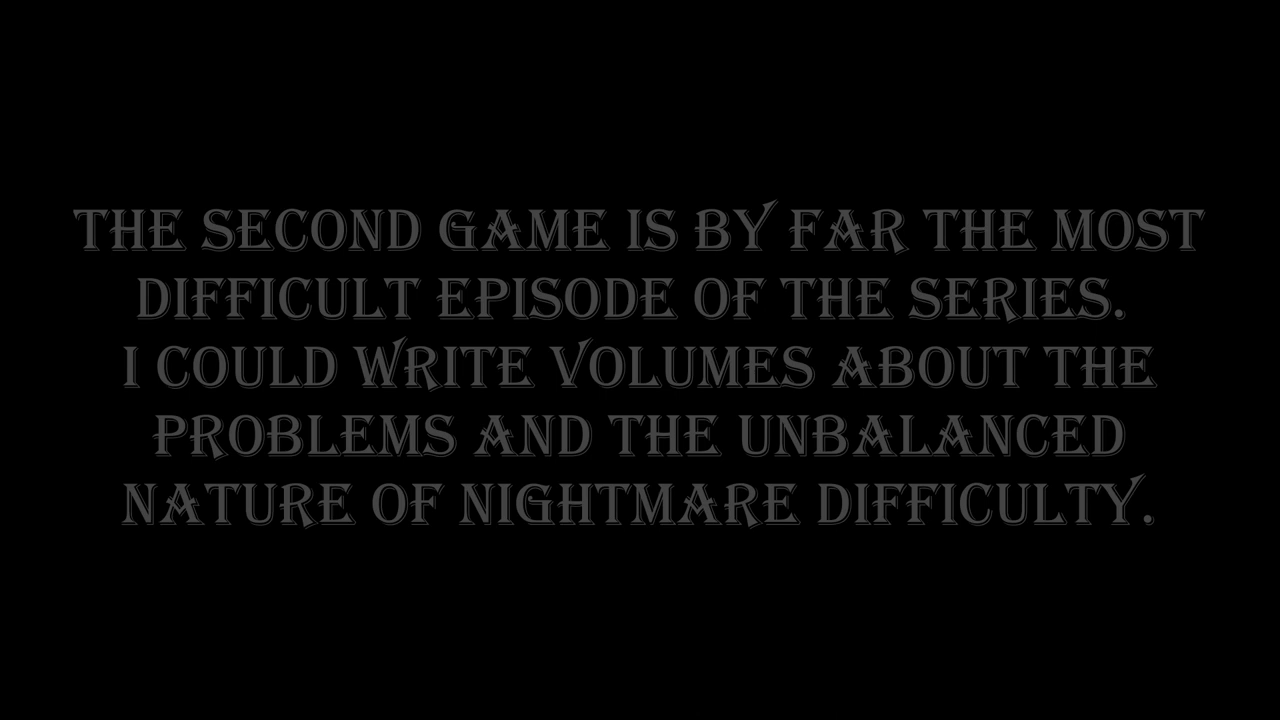 THE SECOND GAME IS BY FAR THE MOST
DIFFICULT EPISODE OF THE SERIES.
I COULD WRITE VOLUMES ABOUT THE
PROBLEMS AND THE UNBALANCED
NATURE OF NIGHTMARE DIFFICULTY.